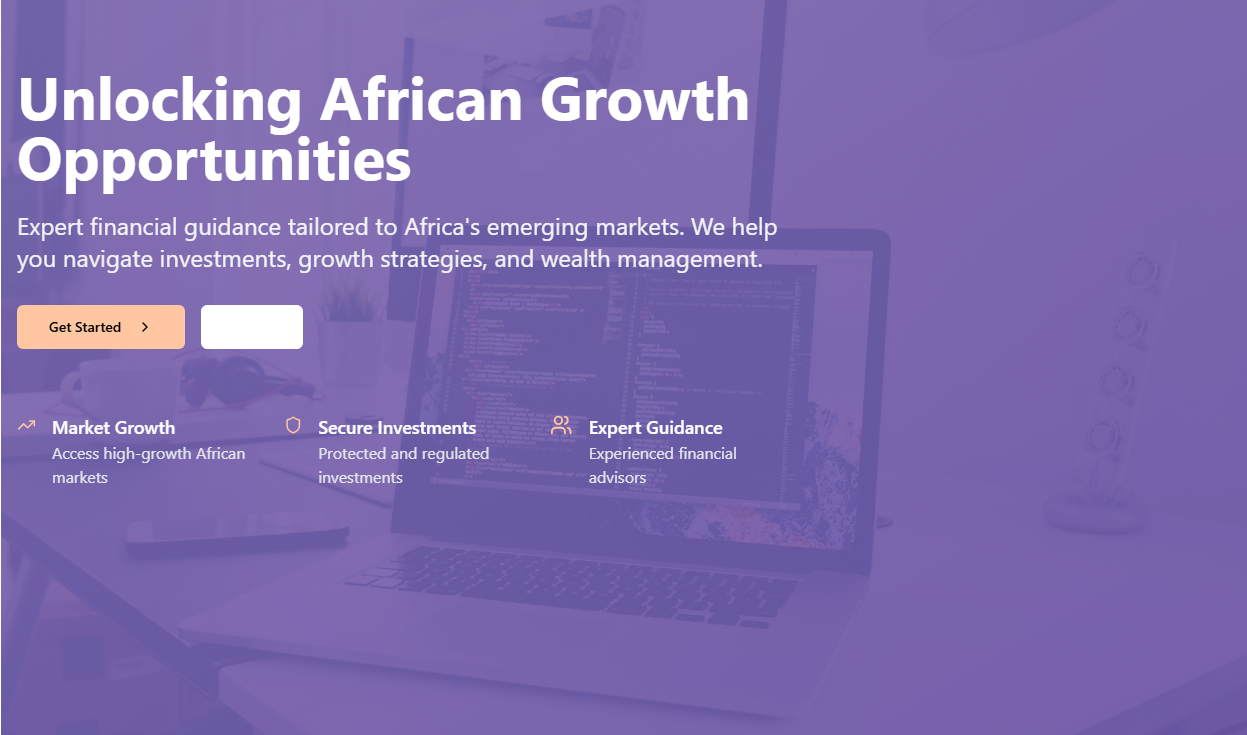 Unlocking African Growth
Opportunities
Expert financial guidance tailored to Africa's emerging markets. We help
you navigate investments, growth strategies, and wealth management.
Get Started
Market Growth
Access high-growth African
markets
Secure Investments
Protected and regulated
investments
Expert Guidance
Experienced financial
advisors